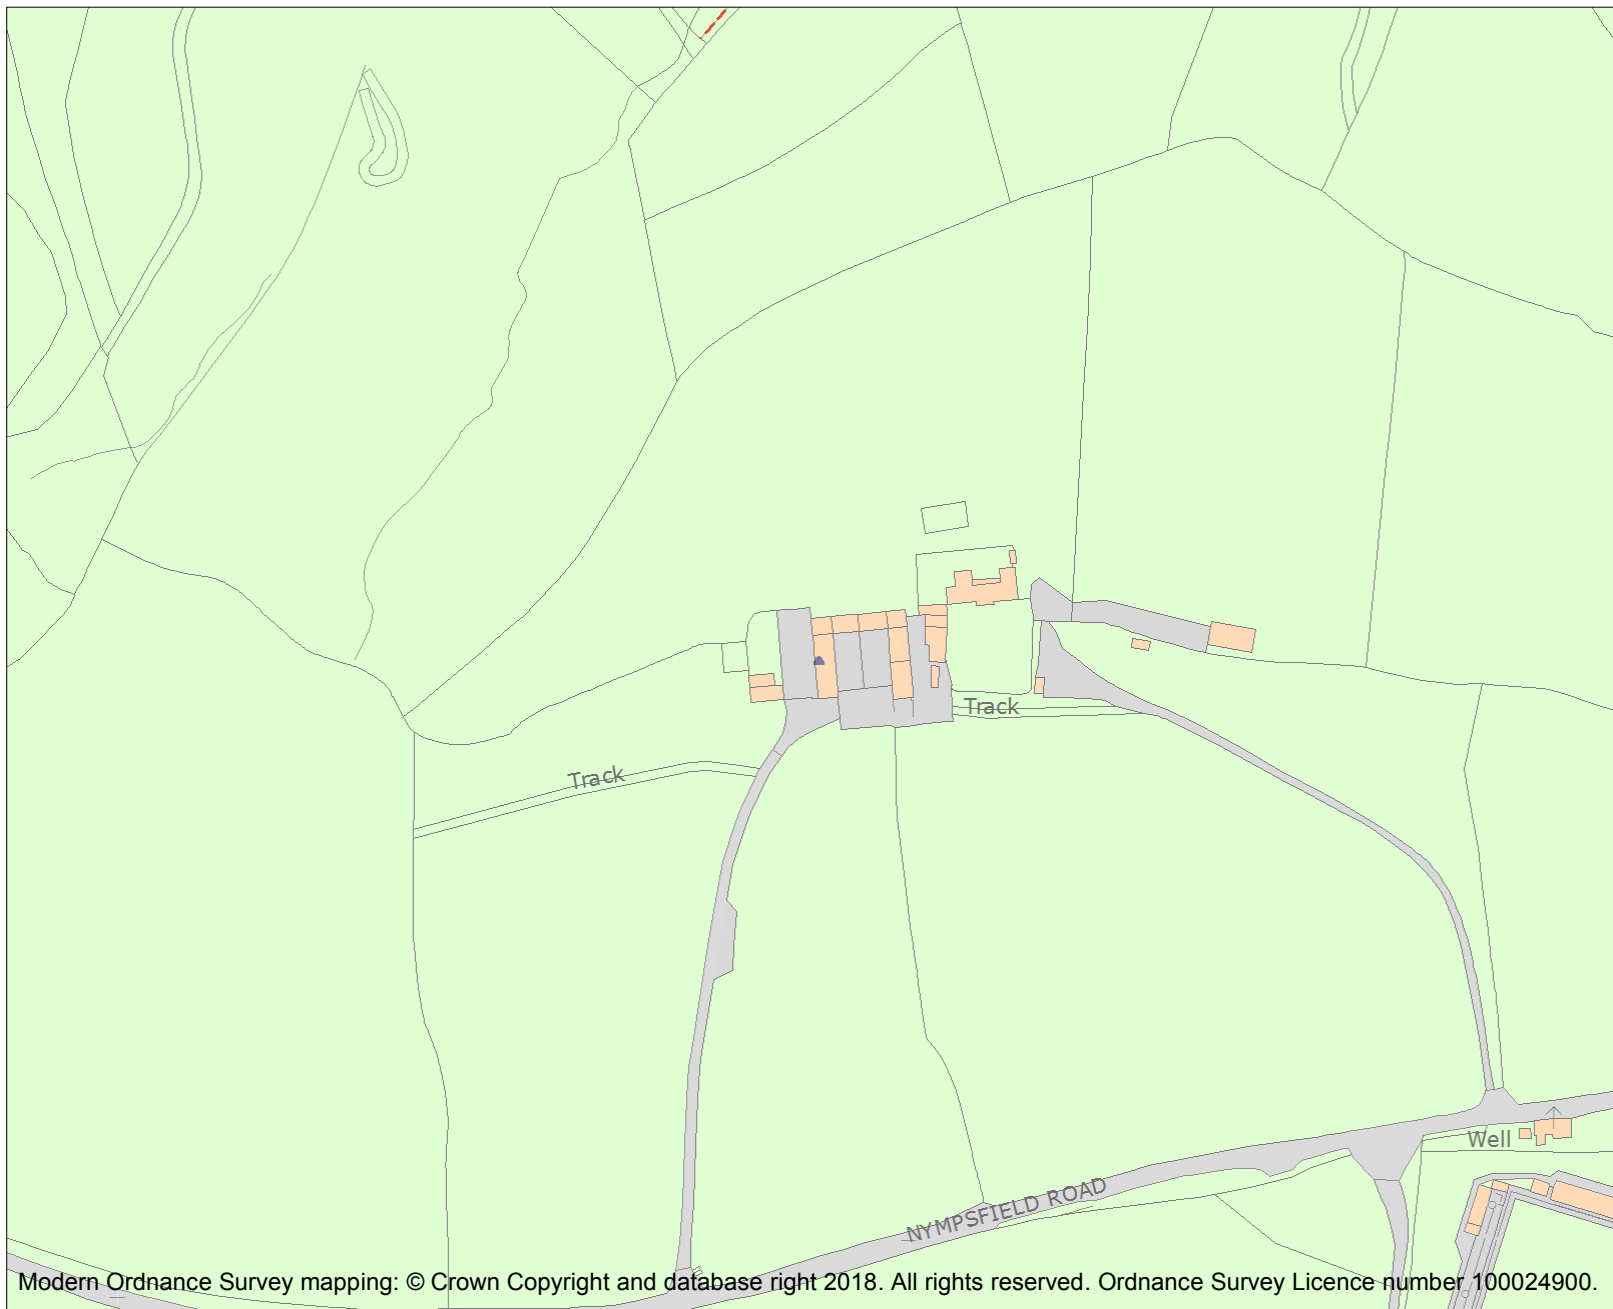 Track
Track
Well
NYMPSFIELD ROAD
Modern Ordnance Survey mapping: © Crown Copyright and database right 2018. All rights reserved. Ordnance Survey Licence number 100024900.